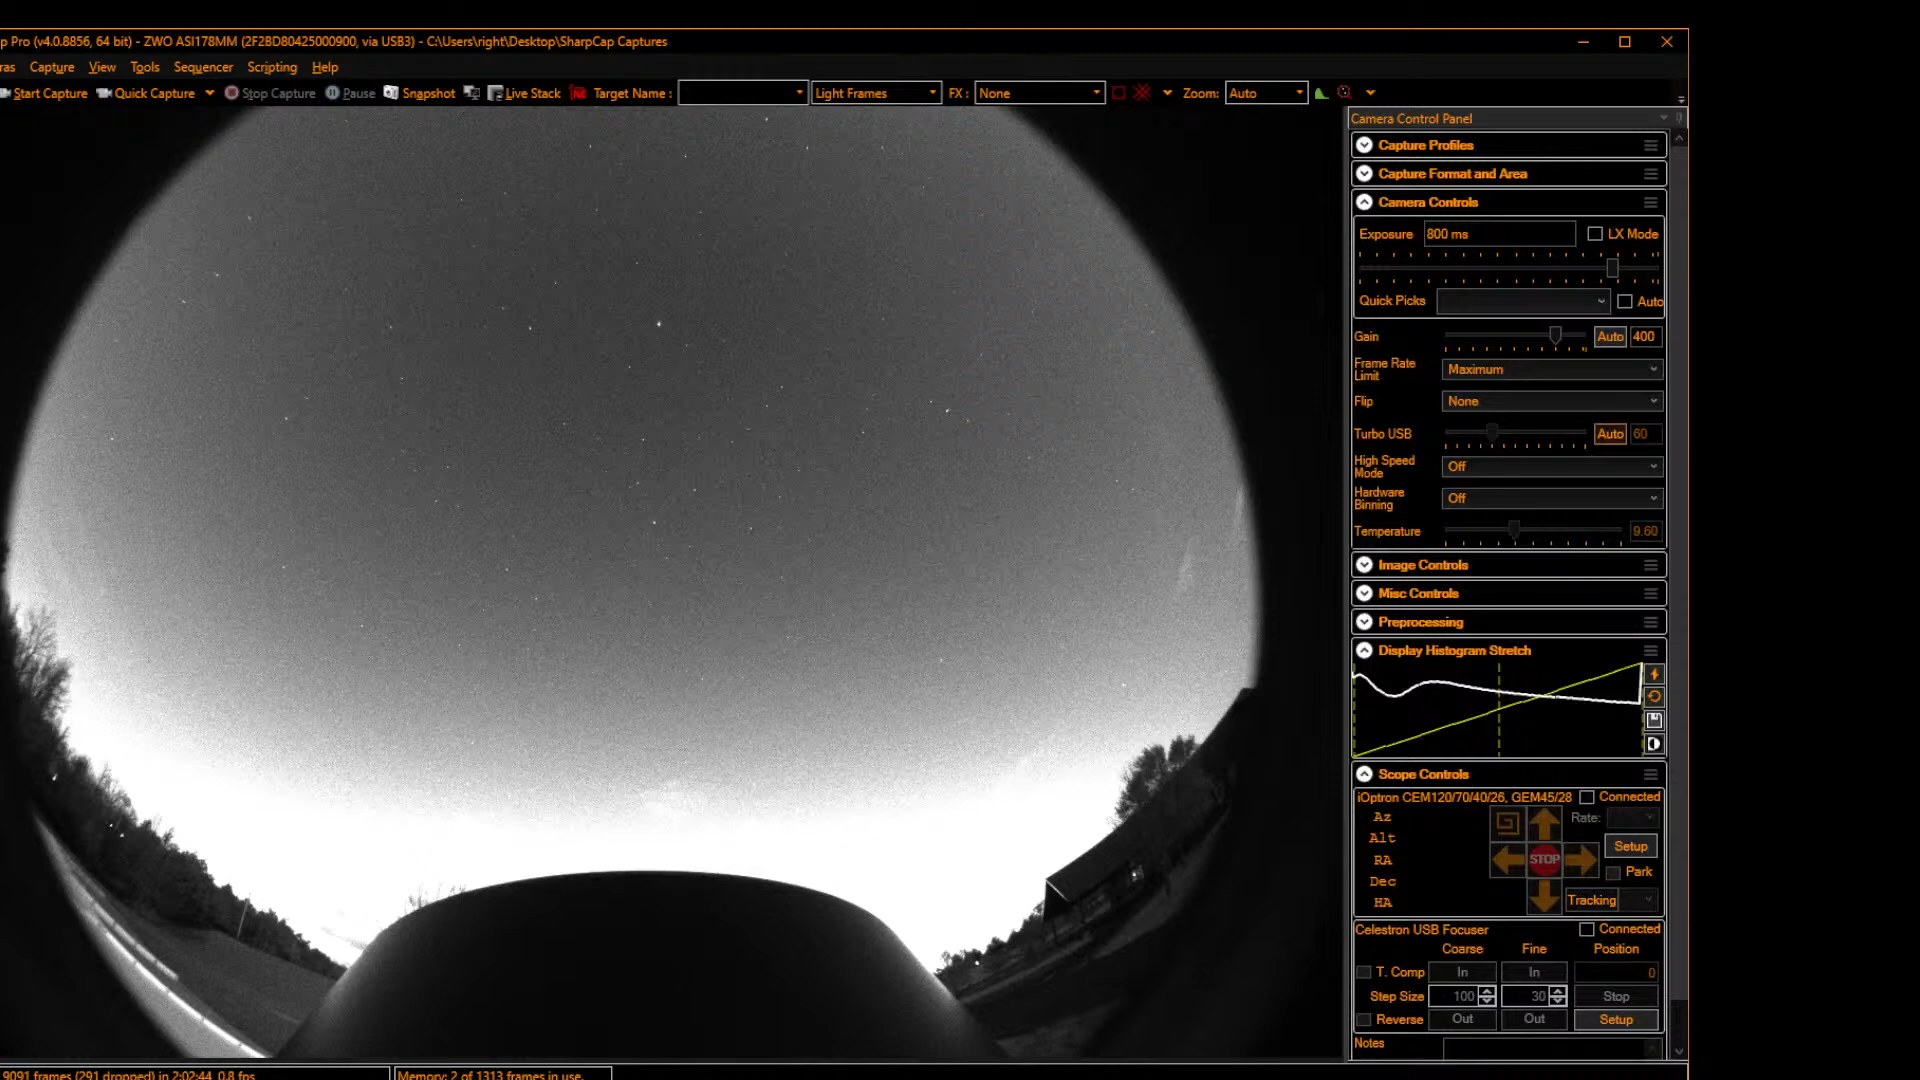 p Pro (v4.0.8856, 64 bit) - ZWO ASI178MM (2F2BD80425000900, via USB3) - C:\Users\right\Desktop\SharpCap Captures
ras Capture View Tools Sequencer Scripting Help
Start Capture Quick Capture Stop Capture Pause Snapshot Live Stack Target Name : Light Frames FX : None Zoom: Auto
Camera Control Panel
Capture Profiles
Capture Format and Area
Camera Controls
Exposure 800 ms LX Mode
Quick Picks Auto
Gain Auto 400
Frame Rate Limit Maximum
Flip None
Turbo USB Auto 60
High Speed Mode Off
Hardware Binning Off
Temperature 9.60
Image Controls
Misc Controls
Preprocessing
Display Histogram Stretch
Scope Controls
iOptron CEM120/70/40/26, GEM45/28 Connected
Az Rate:
Alt
Setup
RA STOP
Park
Dec
HA Tracking
Celestron USB Focuser Connected
Coarse Fine Position
T. Comp In In 0
Step Size 100 30 Stop
Reverse Out Out Setup
Notes
9091 frames (291 dropped) in 2:02:44, 0.8 fps Memory: 2 of 1313 frames in use.